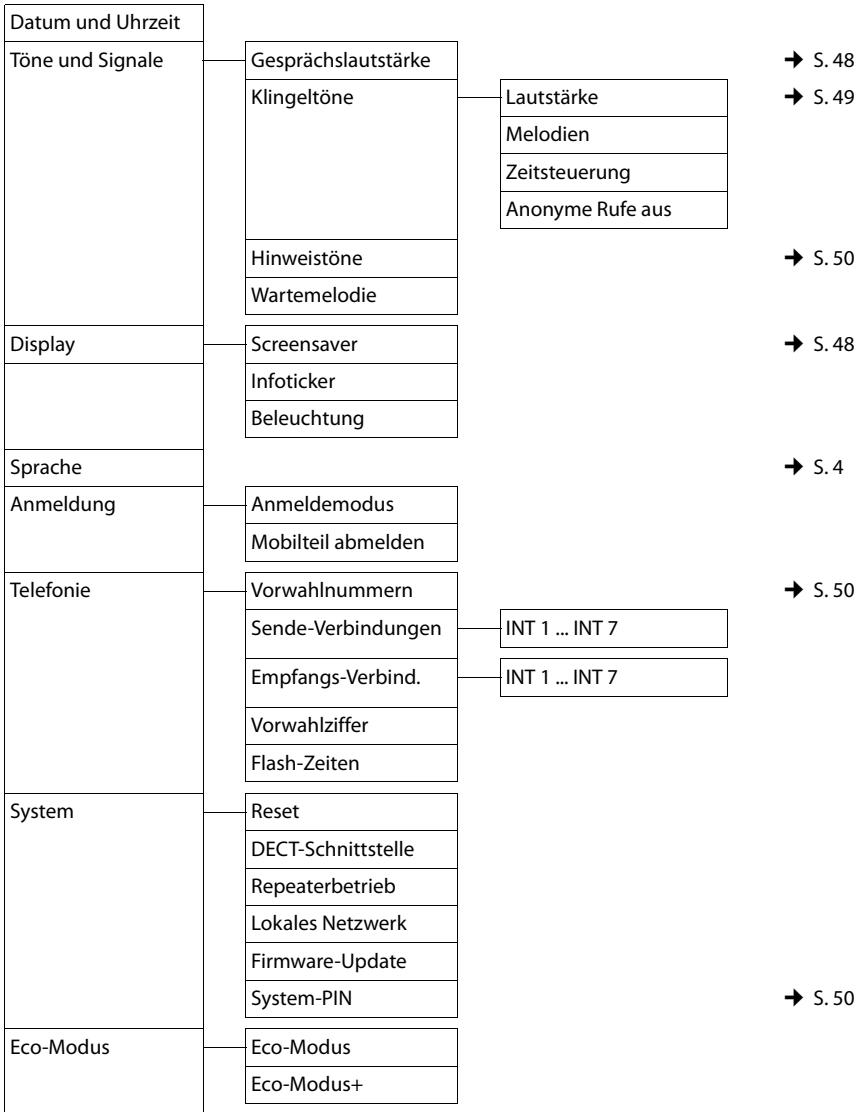 Datum und Uhrzeit
Töne und Signale Gesprächslautstärke ➔ S. 48
Klingeltöne Lautstärke ➔ S. 49
Melodien
Zeitsteuerung
Anonyme Rufe aus
Hinweistöne ➔ S. 50
Wartemelodie
Display Screensaver ➔ S. 48
Infoticker
Beleuchtung
Sprache ➔ S. 4
Anmeldung Anmeldemodus
Mobilteil abmelden
Telefonie Vorwahlnummern ➔ S. 50
Sende-Verbindungen INT 1 ... INT 7
Empfangs-Verbind. INT 1 ... INT 7
Vorwahlziffer
Flash-Zeiten
System Reset
DECT-Schnittstelle
Repeaterbetrieb
Lokales Netzwerk
Firmware-Update
System-PIN ➔ S. 50
Eco-Modus Eco-Modus
Eco-Modus+